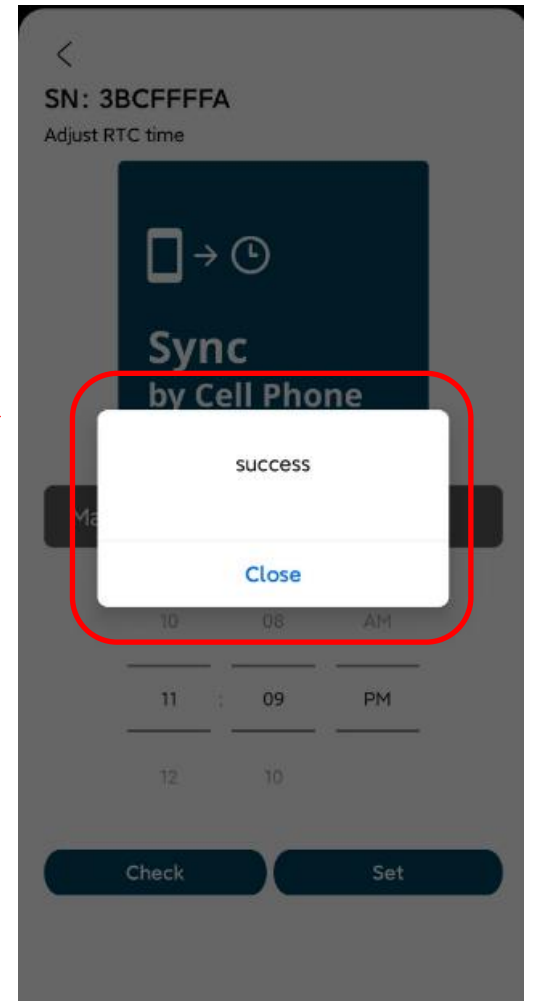 SN: 3BCFFFFA
Adjust RTC time
Sync
by Cell Phone
success
Close
10 08 AM
11 : 09 PM
12 10
Check Set